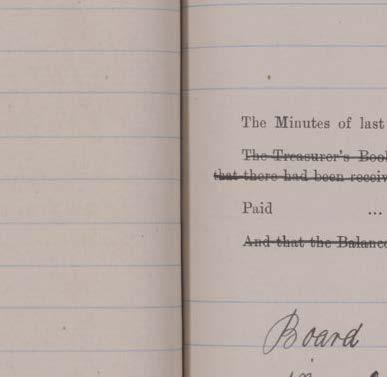 The Minutes of last
The Treasurer's Book
that there had been receiv
Paid ...
And that the Balance
Board